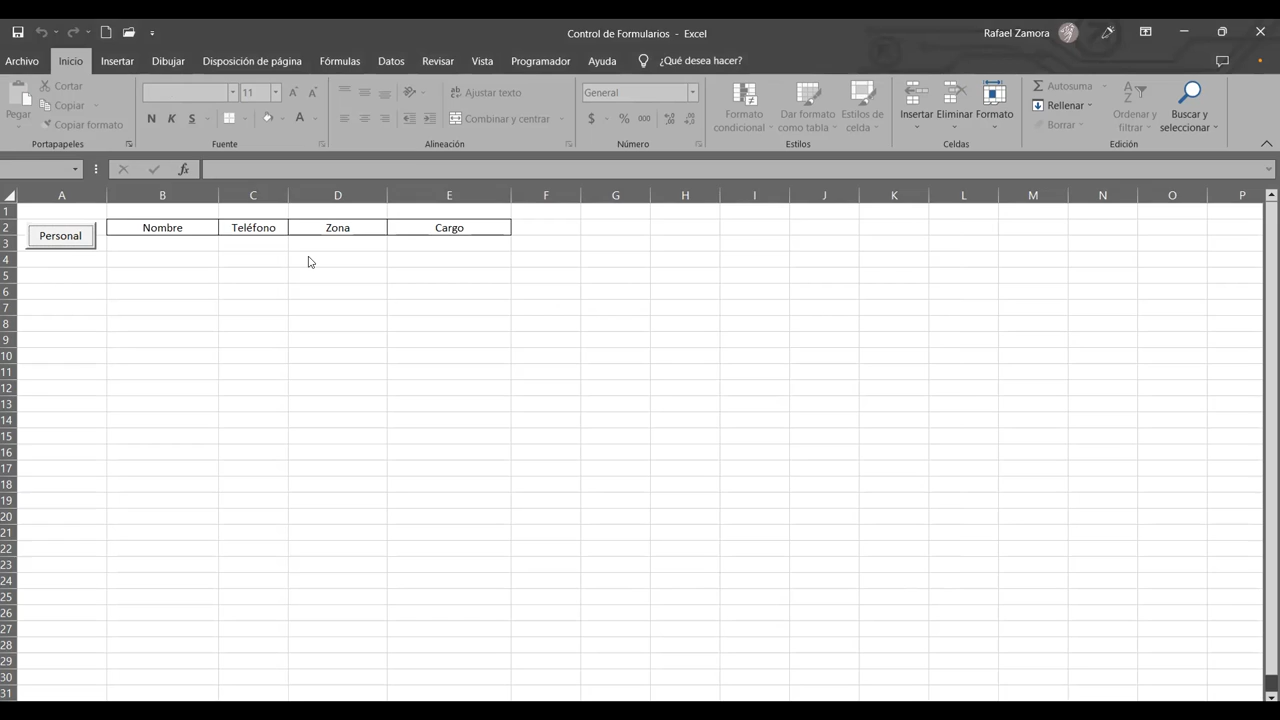 Control de Formularios - Excel
Rafael Zamora
Archivo Inicio Insertar Dibujar Disposición de página Fórmulas Datos Revisar Vista Programador Ayuda ¿Qué desea hacer?
Pegar
Cortar
Copiar
Copiar formato
Portapapeles
11
N K S
A
Fuente
ab Ajustar texto
Combinar y centrar
Alineación
General
$ % 000
Número
Formato condicional
Dar formato como tabla
Estilos de celda
Estilos
Insertar Eliminar Formato
Celdas
Autosuma
Rellenar
Borrar
Ordenar y filtrar
Buscar y seleccionar
Edición
fx
A B C D E F G H I J K L M N O P
1
2 Nombre Teléfono Zona Cargo
Personal
3
4
5
6
7
8
9
10
11
12
13
14
15
16
17
18
19
20
21
22
23
24
25
26
27
28
29
30
31